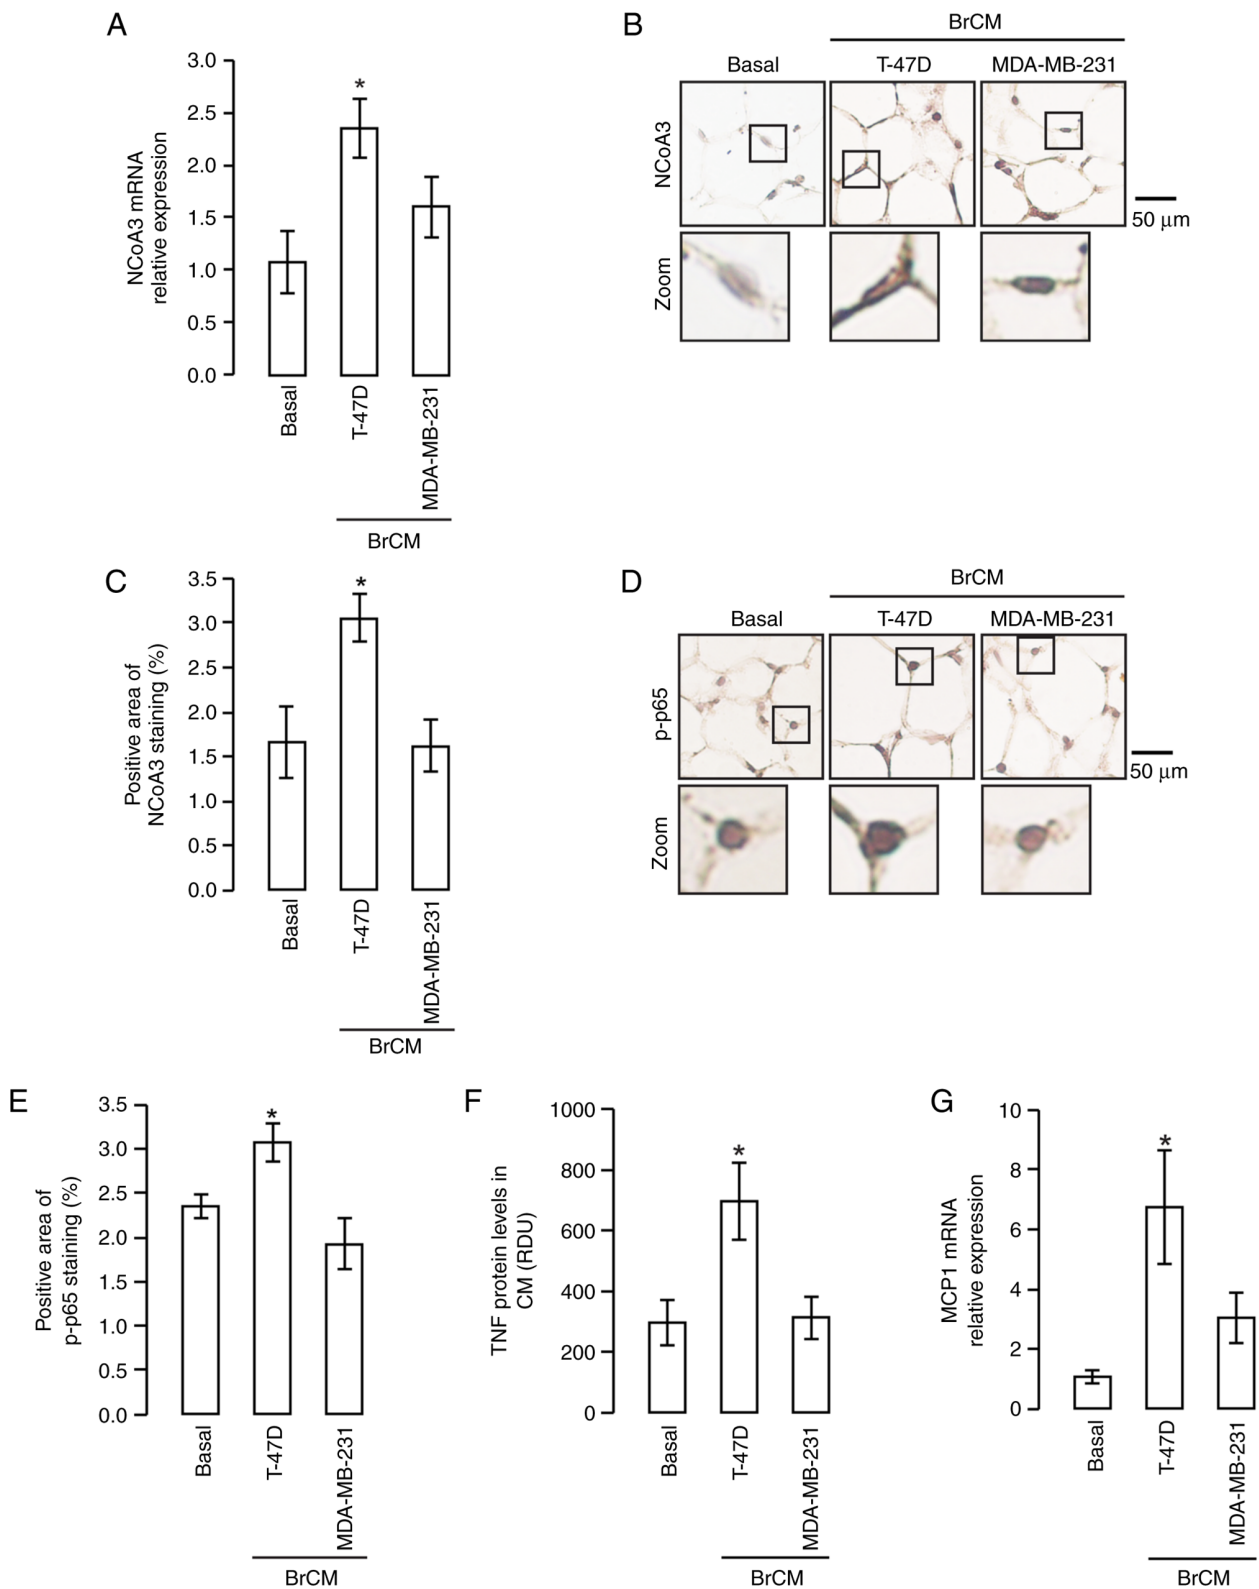 A
3.0
2.5
2.0
1.5
1.0
0.5
0.0
NCoA3 mRNA
relative expression
*
Basal
T-47D
MDA-MB-231
BrCM
B
BrCM
Basal
T-47D
MDA-MB-231
NCoA3
50 μm
Zoom
C
3.5
3.0
2.5
2.0
1.5
1.0
0.5
0.0
Positive area of
NCoA3 staining (%)
*
Basal
T-47D
MDA-MB-231
BrCM
D
BrCM
Basal
T-47D
MDA-MB-231
p-p65
50 μm
Zoom
E
3.5
3.0
2.5
2.0
1.5
1.0
0.5
0.0
Positive area of
p-p65 staining (%)
*
Basal
T-47D
MDA-MB-231
BrCM
F
1000
800
600
400
200
0
TNF protein levels in
CM (RDU)
*
Basal
T-47D
MDA-MB-231
BrCM
G
10
8
6
4
2
0
MCP1 mRNA
relative expression
*
Basal
T-47D
MDA-MB-231
BrCM